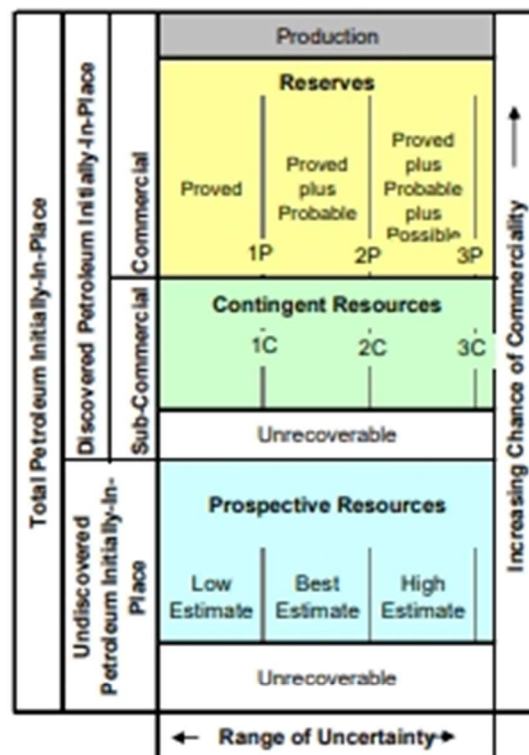 Total Petroleum Initially-In-Place
Discovered Petroleum Initially-In-Place
Undiscovered
Petroleum Initially-In-
Place
Commercial
Sub-Commercial
Production
Reserves
Proved
Proved
plus
Probable
Proved
plus
Probable
plus
Possible
1P
2P
3P
Contingent Resources
1C
2C
3C
Unrecoverable
Prospective Resources
Low
Estimate
Best
Estimate
High
Estimate
Unrecoverable
Range of Uncertainty
Increasing Chance of Commerciality